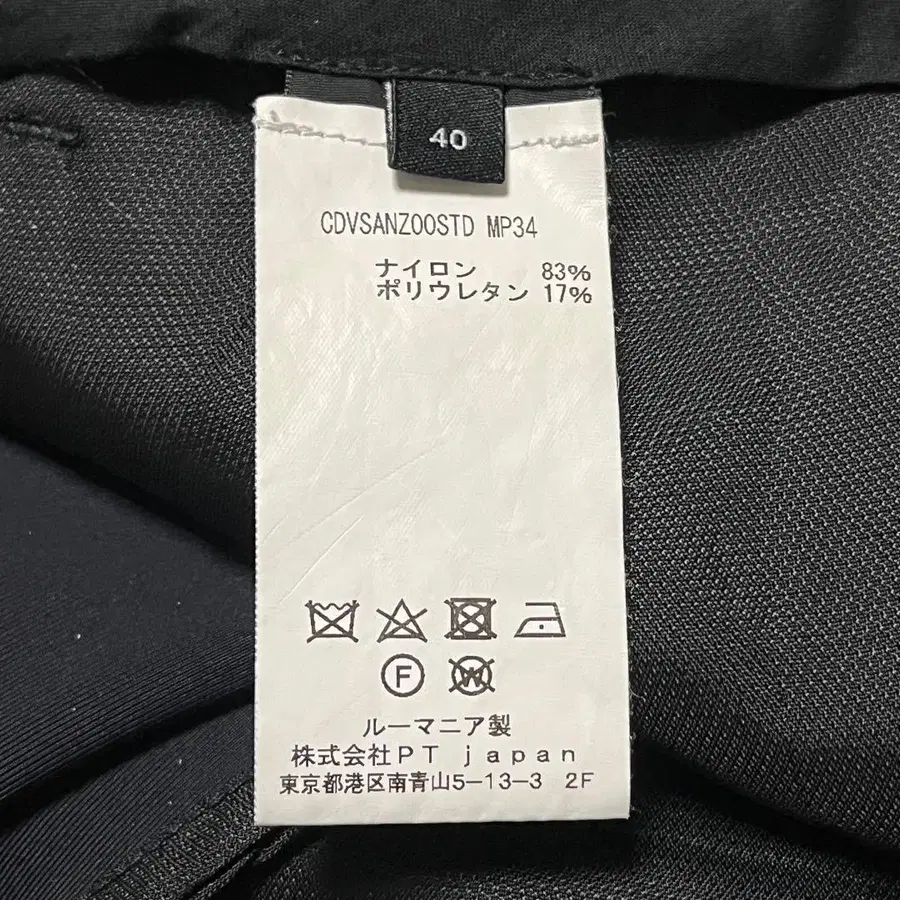 40
CDVSANZ00STD MP34
ナイロン 83%
ポリウレタン 17%
F W
ルーマニア製
株式会社PT japan
東京都港区南青山5-13-3 2F